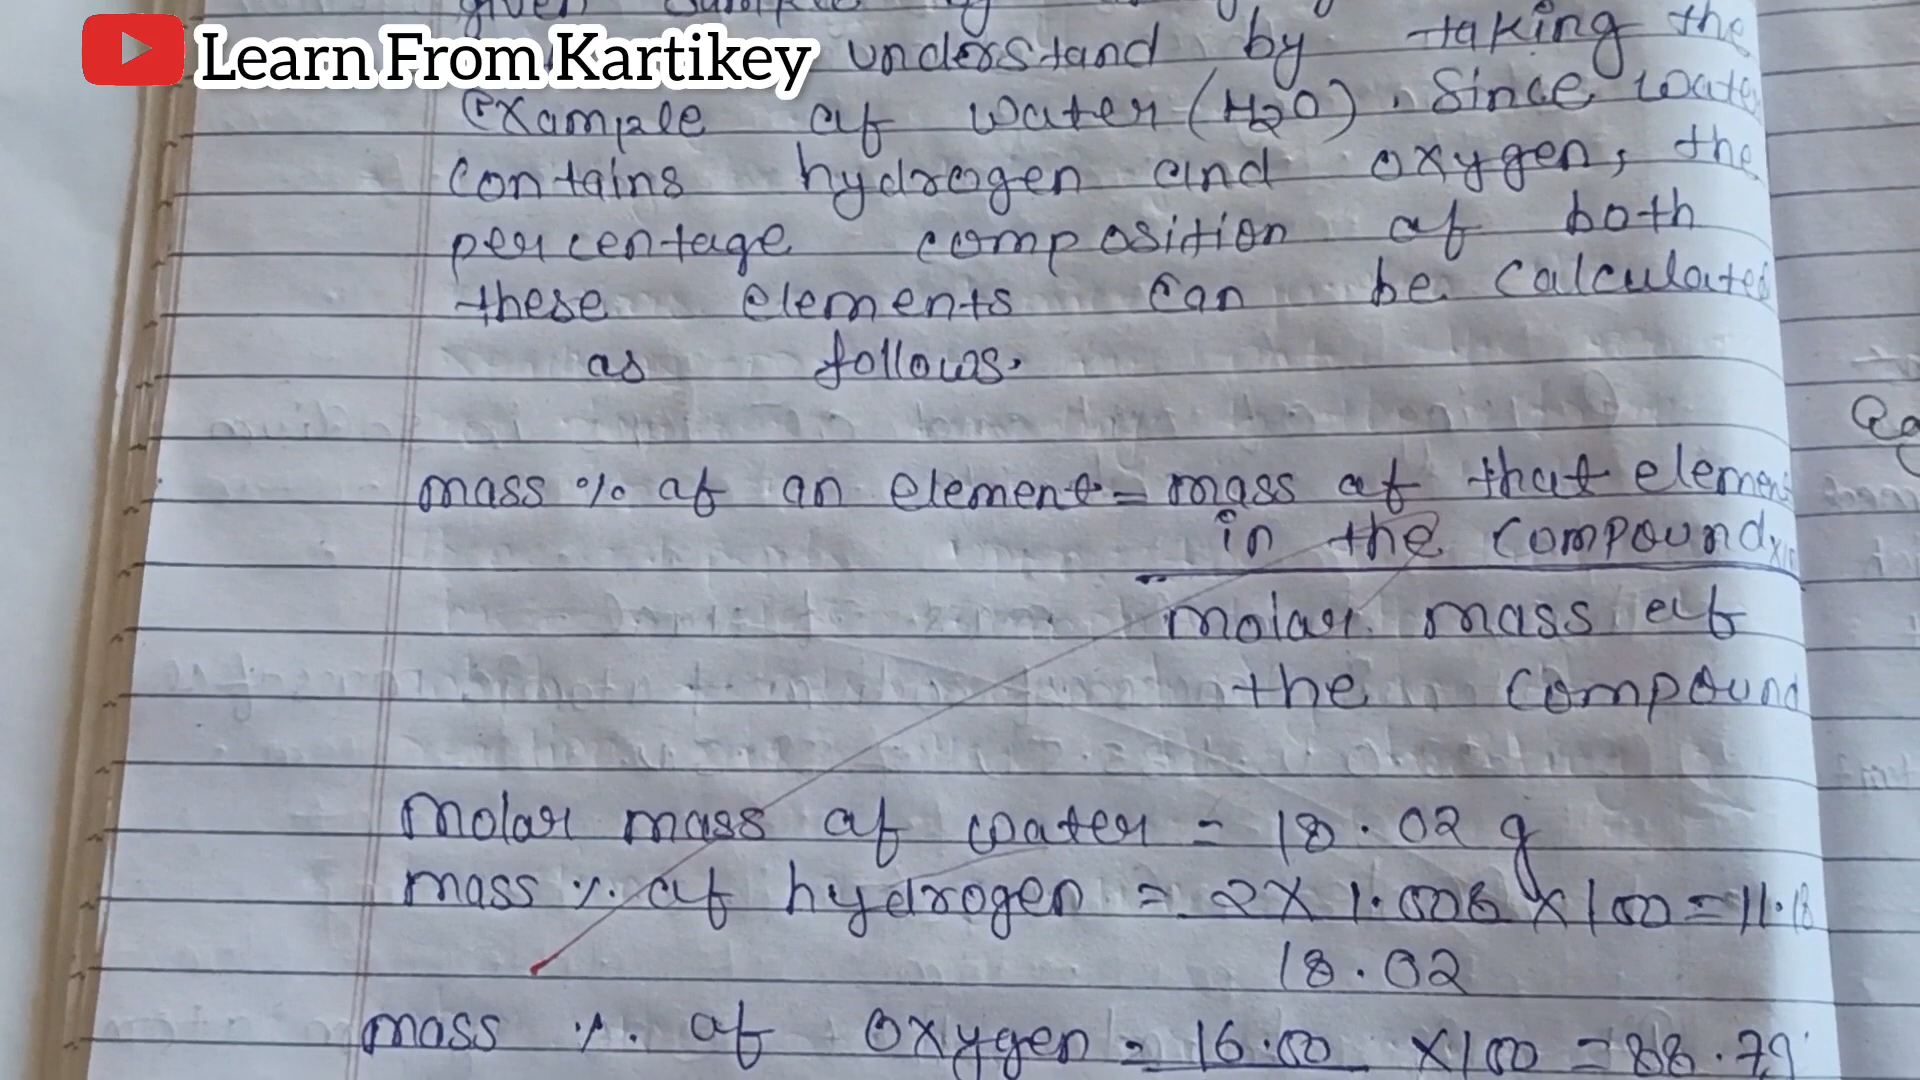 given sample of
Learn From Kartikey
understand by taking the
example of water (H2O). Since water
contains hydrogen and oxygen, the
percentage composition of both
these elements can be calculated
as follows.
mass % of an element = mass of that element
in the compound x
molar mass of
the compound
Molar mass of water = 18.02 g
mass %. of hydrogen = 2 X 1.008 X 100 = 11.18
18.02
mass %. of oxygen = 16.00 X 100 = 88.79